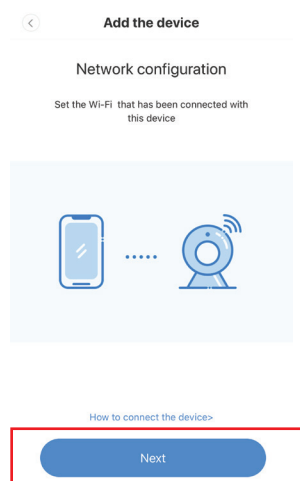 Add the device
Network configuration
Set the Wi-Fi that has been connected with
this device
How to connect the device>
Next